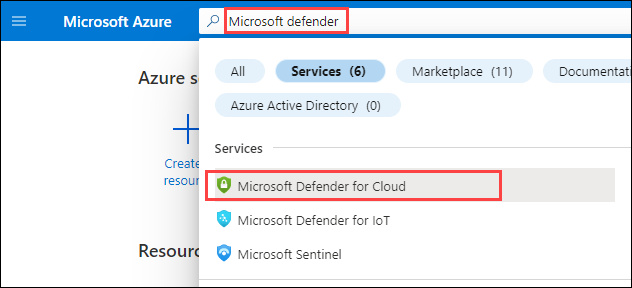 Microsoft Azure
Microsoft defender
All
Services (6)
Marketplace (11)
Azure Active Directory (0)
Services
Microsoft Defender for Cloud
Microsoft Defender for IoT
Microsoft Sentinel
Azure
Create
resour
Resour